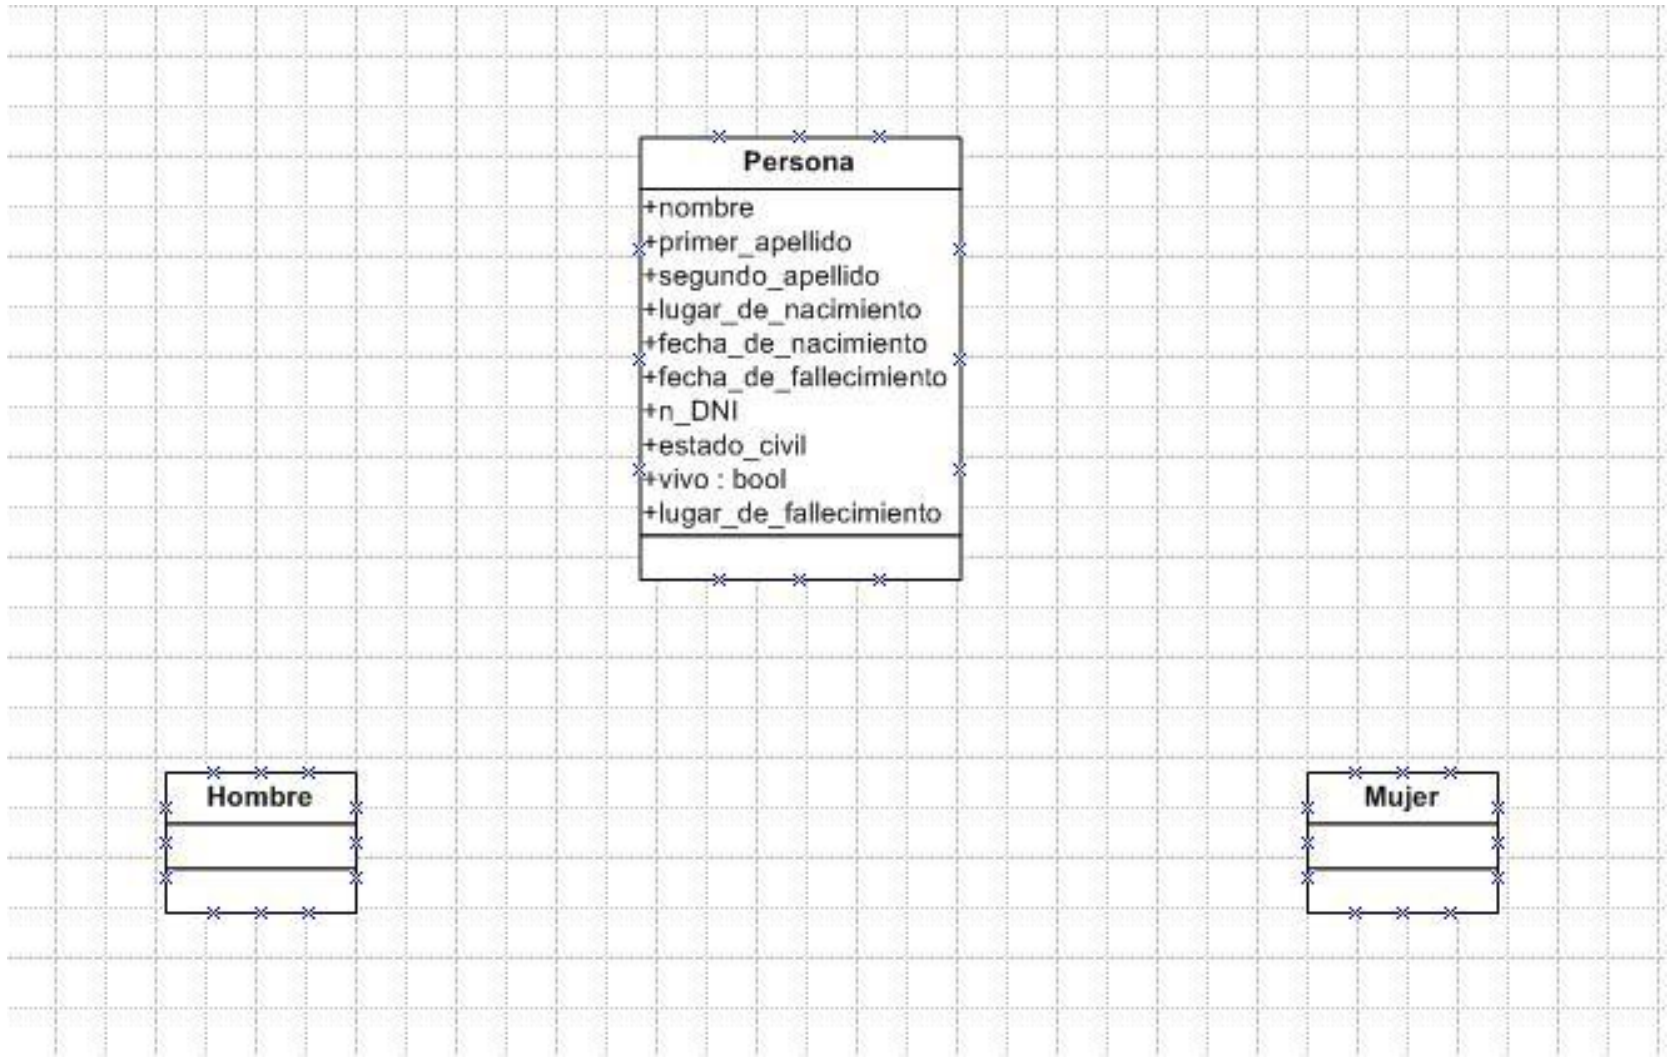 Persona
+nombre
+primer_apellido
+segundo_apellido
+lugar_de_nacimiento
+fecha_de_nacimiento
+fecha_de_fallecimiento
+n_DNI
+estado_civil
+vivo : bool
+lugar_de_fallecimiento
Hombre
Mujer